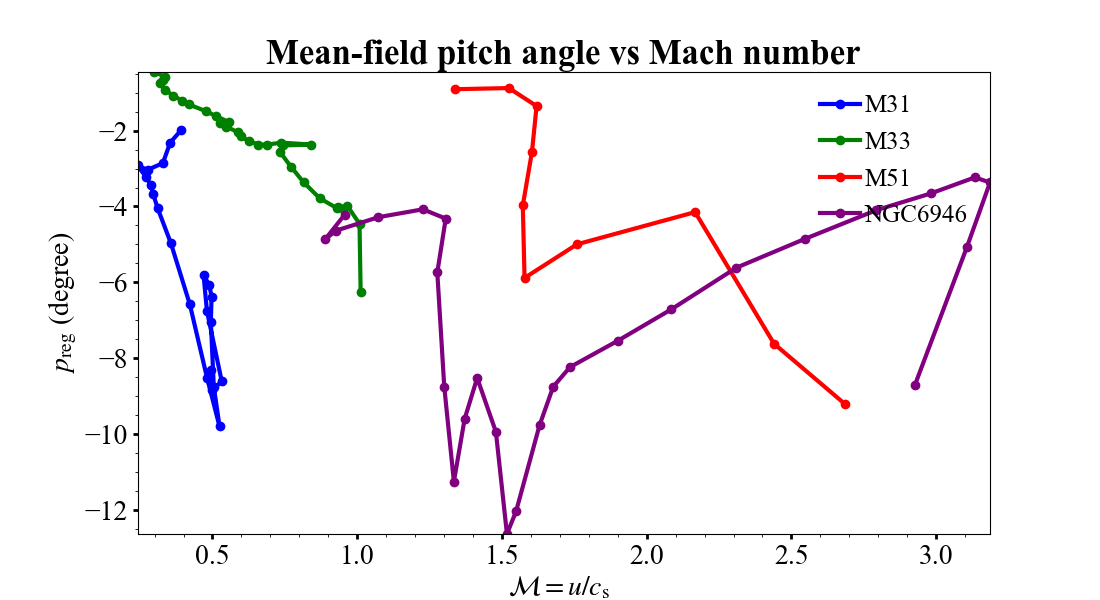 Mean-field pitch angle vs Mach number
M31
M33
M51
NGC6946
−2
−4
−6
−8
−10
−12
p_reg (degree)
0.5 1.0 1.5 2.0 2.5 3.0
ℳ = u/c_s